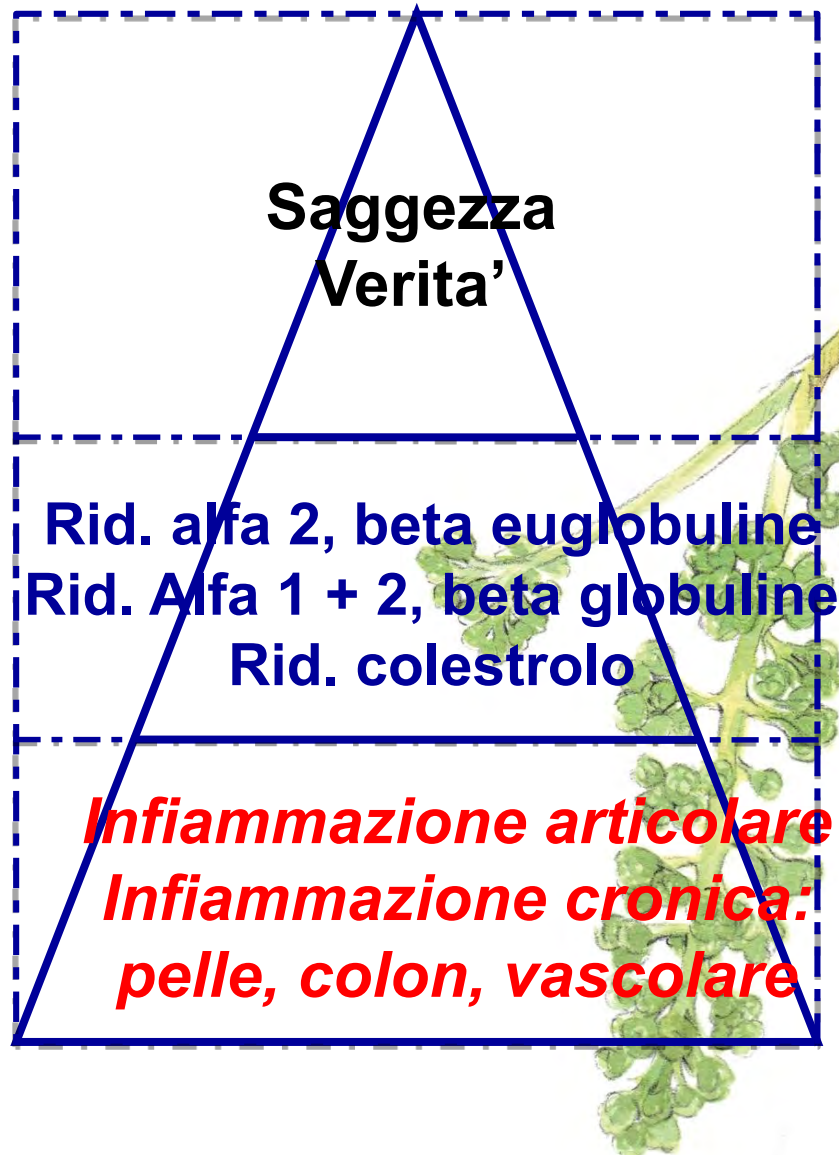 Saggezza
Verita’
Rid. alfa 2, beta euglobuline
Rid. Alfa 1 + 2, beta globuline
Rid. colestrolo
Infiammazione articolare
Infiammazione cronica:
pelle, colon, vascolare